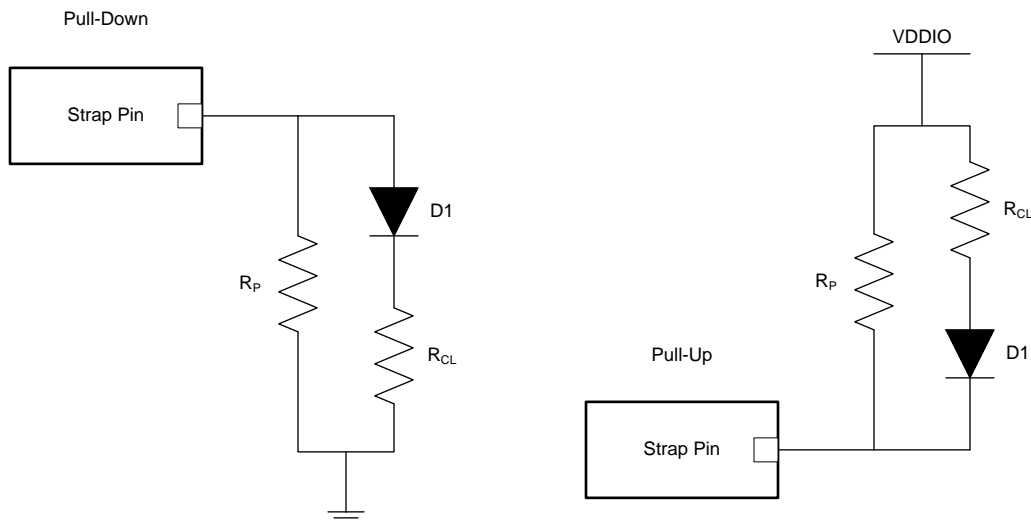 Pull-Down
Strap Pin
D1
RP
RCL
VDDIO
RCL
RP
D1
Pull-Up
Strap Pin